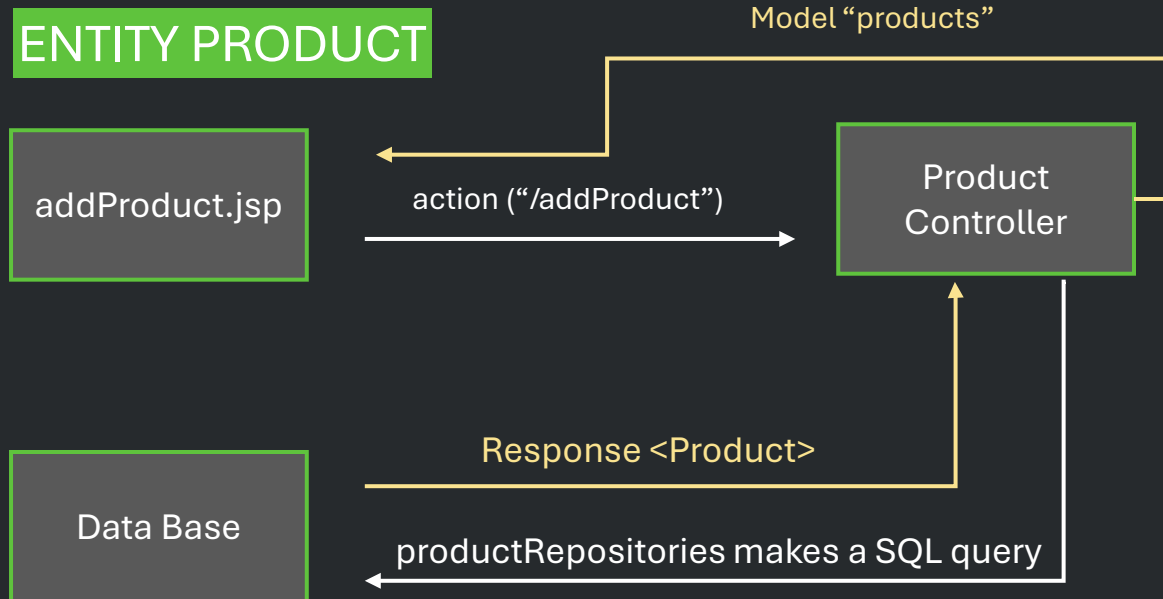 Model “products”
ENTITY PRODUCT
addProduct.jsp
action (“/addProduct”)
Product
Controller
Response <Product>
Data Base
productRepositories makes a SQL query